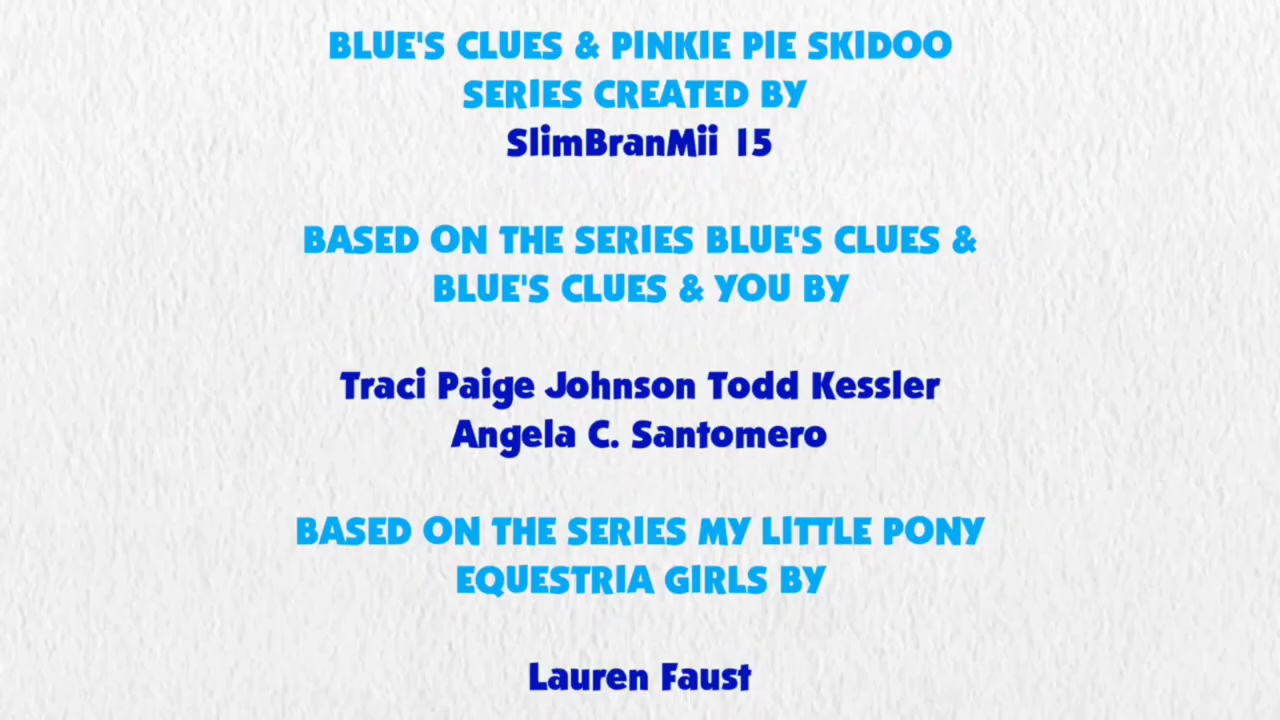 BLUE'S CLUES & PINKIE PIE SKIDOO
SERIES CREATED BY
SlimBranMii 15
BASED ON THE SERIES BLUE'S CLUES &
BLUE'S CLUES & YOU BY
Traci Paige Johnson Todd Kessler
Angela C. Santomero
BASED ON THE SERIES MY LITTLE PONY
EQUESTRIA GIRLS BY
Lauren Faust